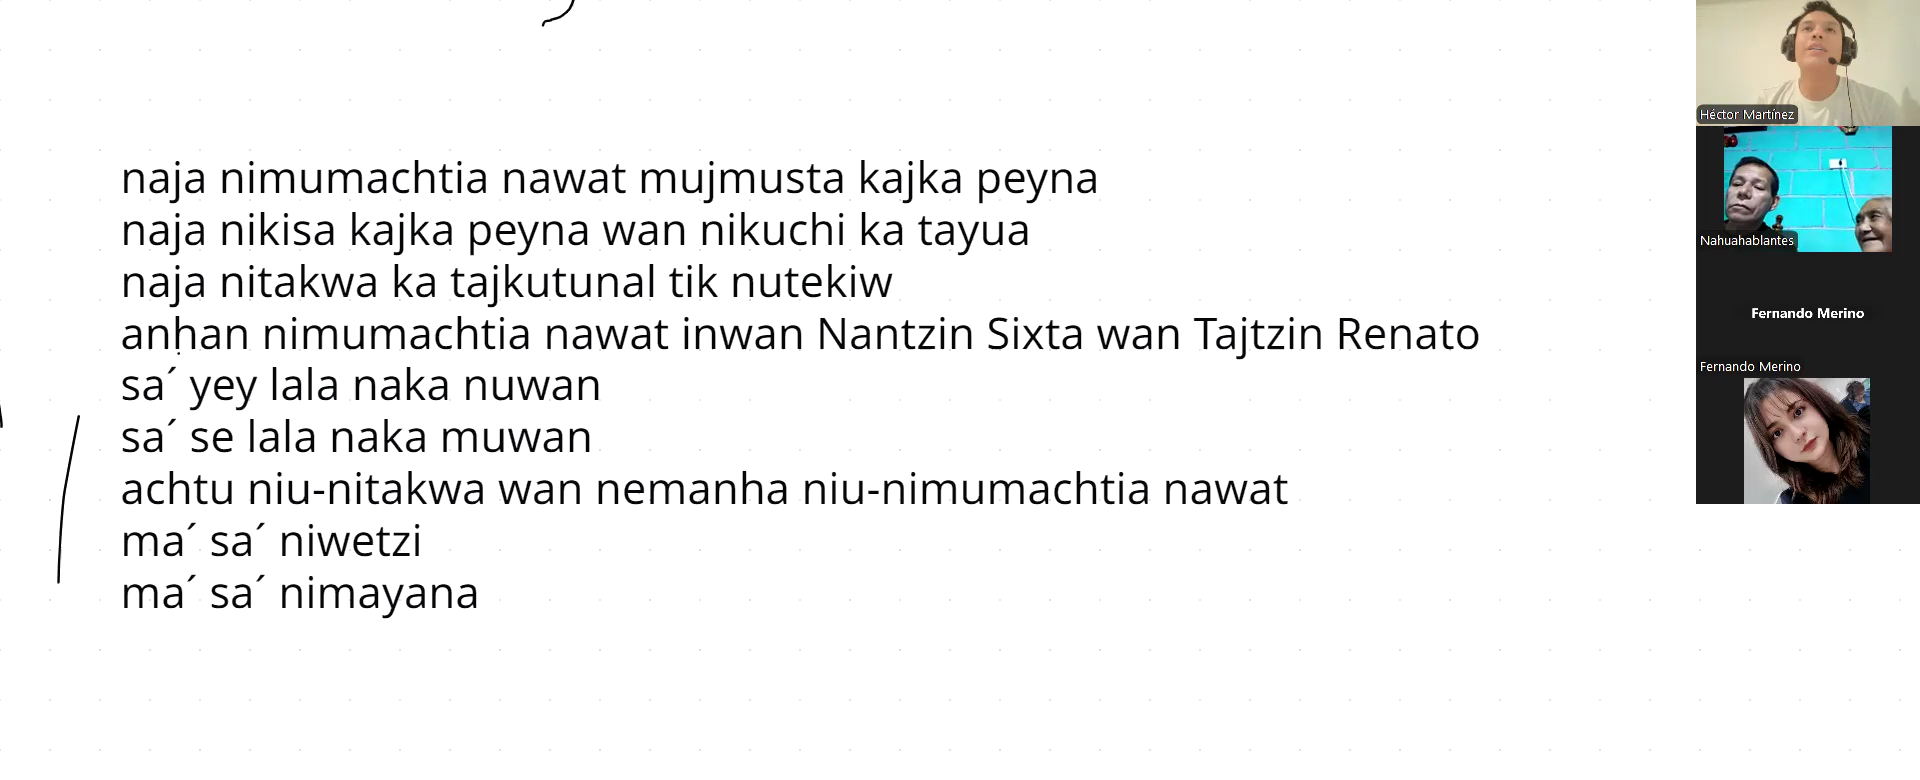 naja nimumachtia nawat mujmusta kajka peyna
naja nikisa kajka peyna wan nikuchi ka tayua
naja nitakwa ka tajkutunal tik nutekiw
anhan nimumachtia nawat inwan Nantzin Sixta wan Tajtzin Renato
sa´ yey lala naka nuwan
sa´ se lala naka muwan
achtu niu-nitakwa wan nemanha niu-nimumachtia nawat
ma´ sa´ niwetzi
ma´ sa´ nimayana
Héctor Martínez
Nahuahablantes
Fernando Merino
Fernando Merino